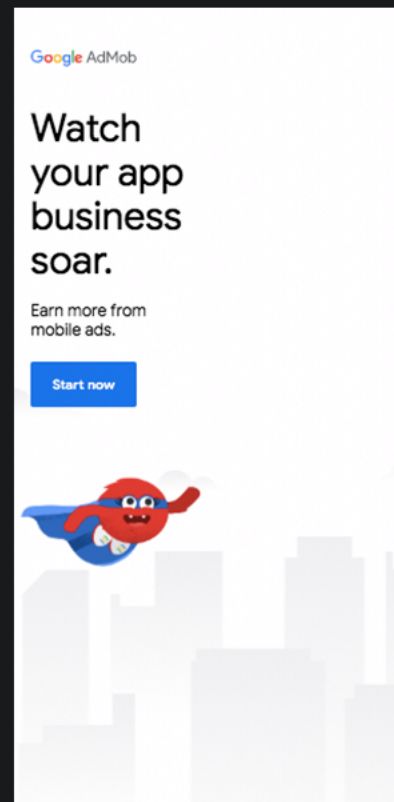 Google AdMob
Watch
your app
business
soar.
Earn more from
mobile ads.
Start now